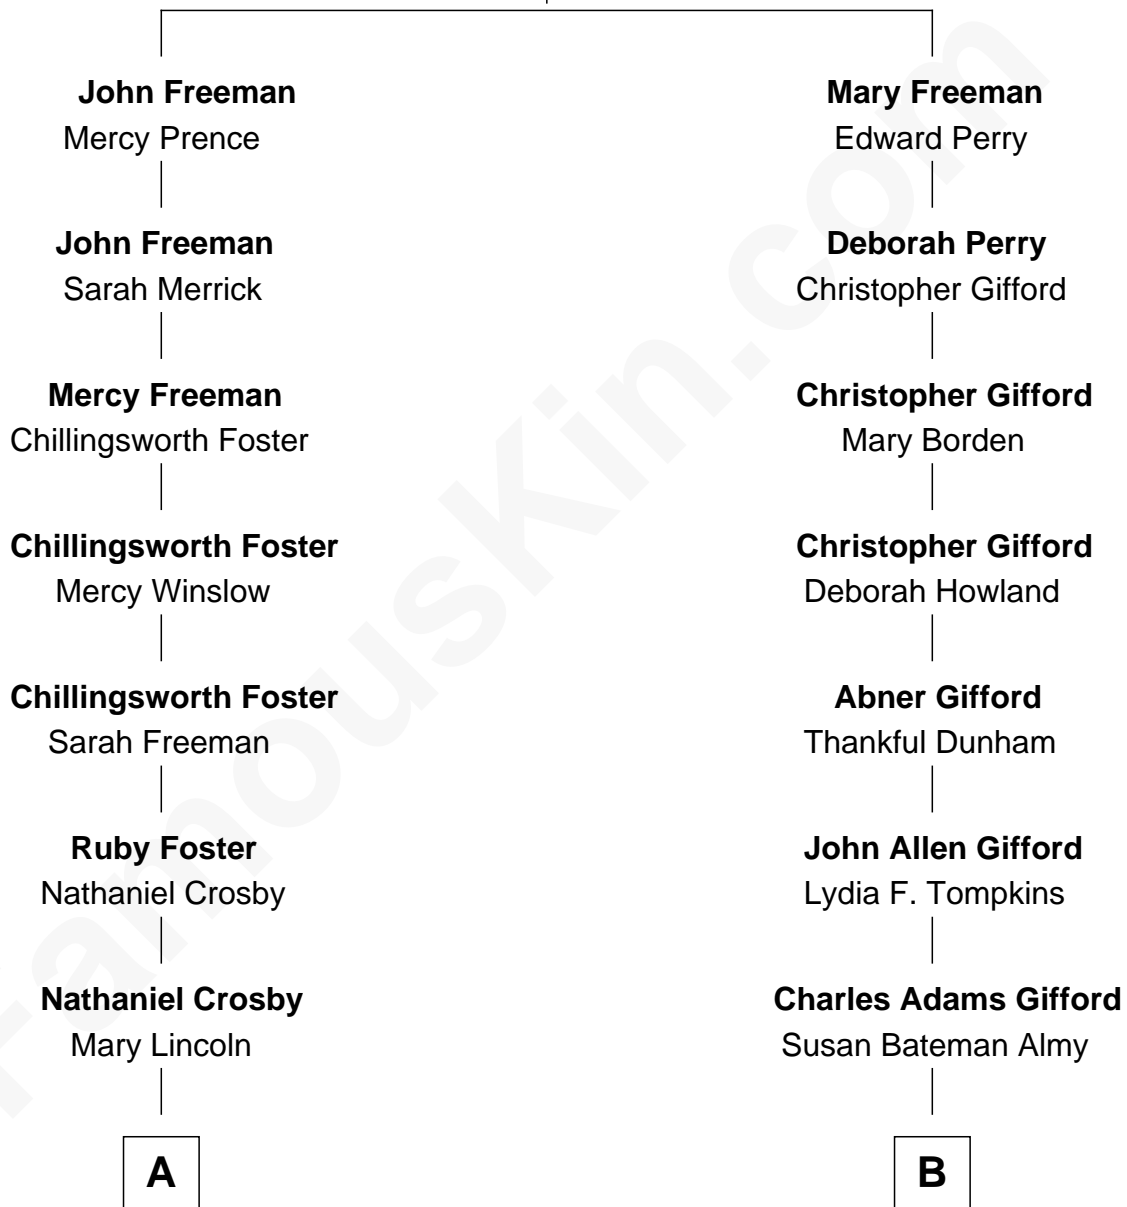 John Freeman
Mercy Prence
Mary Freeman
Edward Perry
John Freeman
Sarah Merrick
Deborah Perry
Christopher Gifford
Mercy Freeman
Chillingsworth Foster
Christopher Gifford
Mary Borden
Chillingsworth Foster
Mercy Winslow
Christopher Gifford
Deborah Howland
Chillingsworth Foster
Sarah Freeman
Abner Gifford
Thankful Dunham
Ruby Foster
Nathaniel Crosby
John Allen Gifford
Lydia F. Tompkins
Nathaniel Crosby
Mary Lincoln
Charles Adams Gifford
Susan Bateman Almy
A
B
FamousKin.com